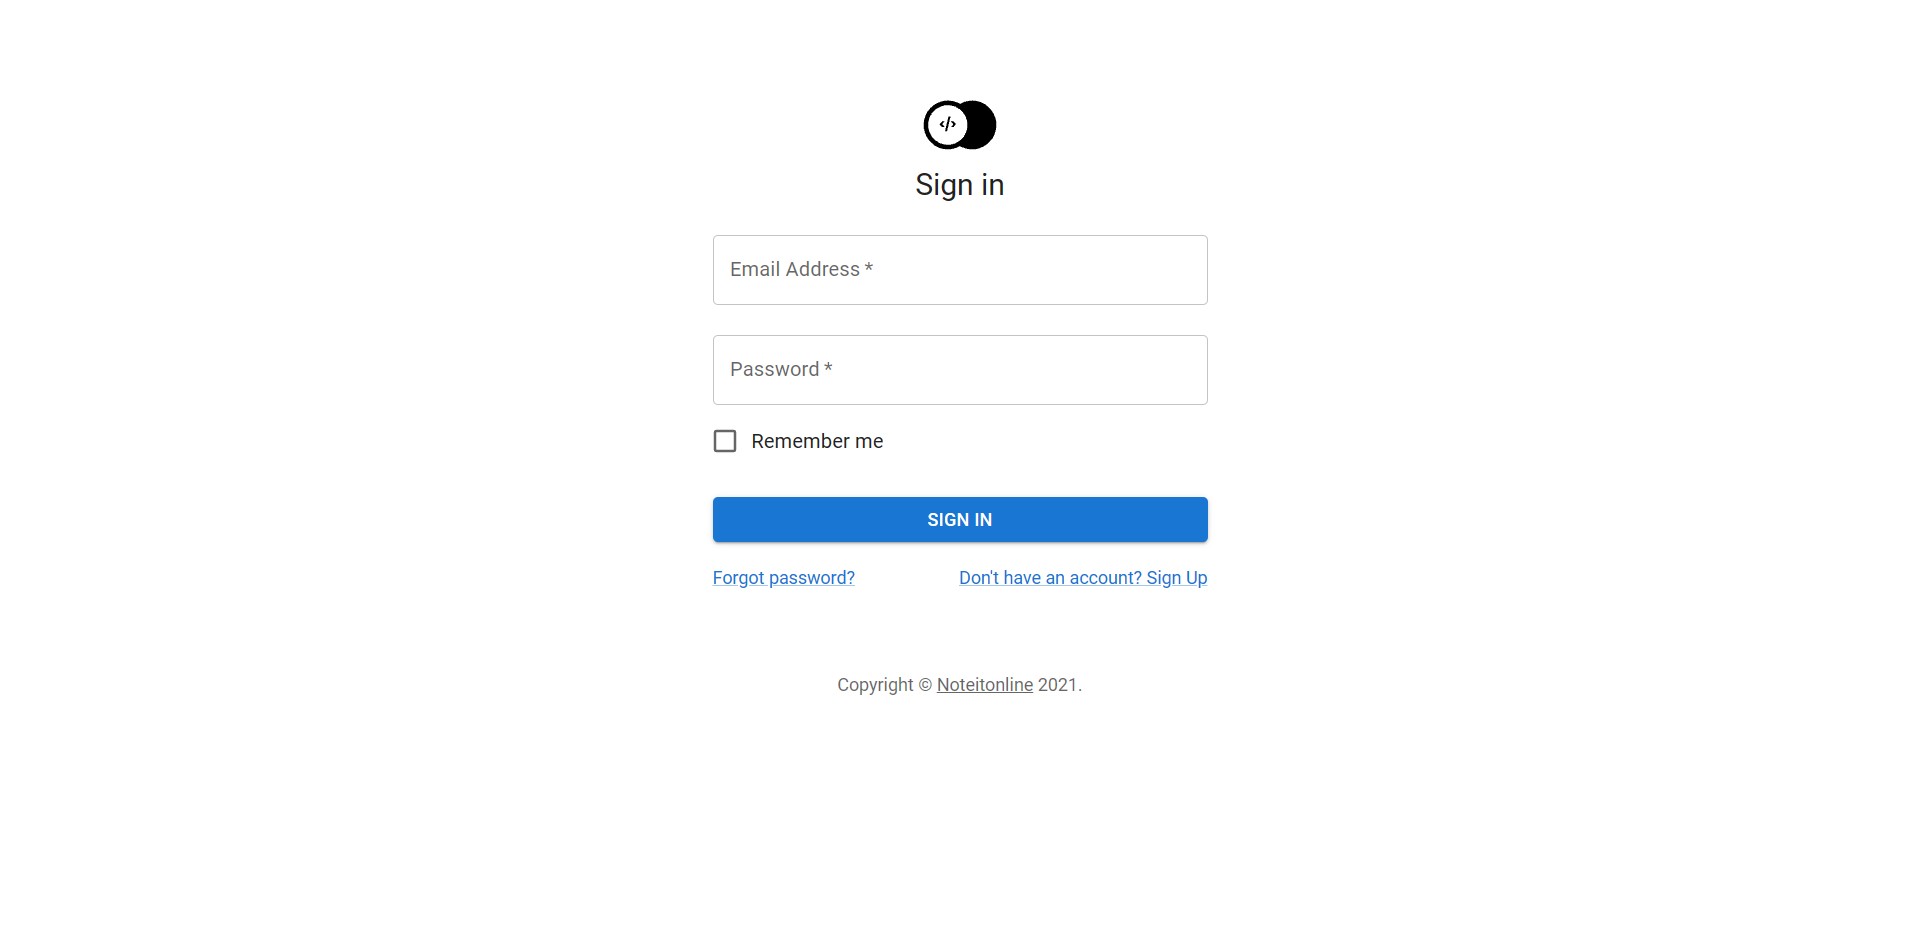 </>
Sign in
Email Address *
Password *
Remember me
SIGN IN
Forgot password? Don't have an account? Sign Up
Copyright © Noteitonline 2021.